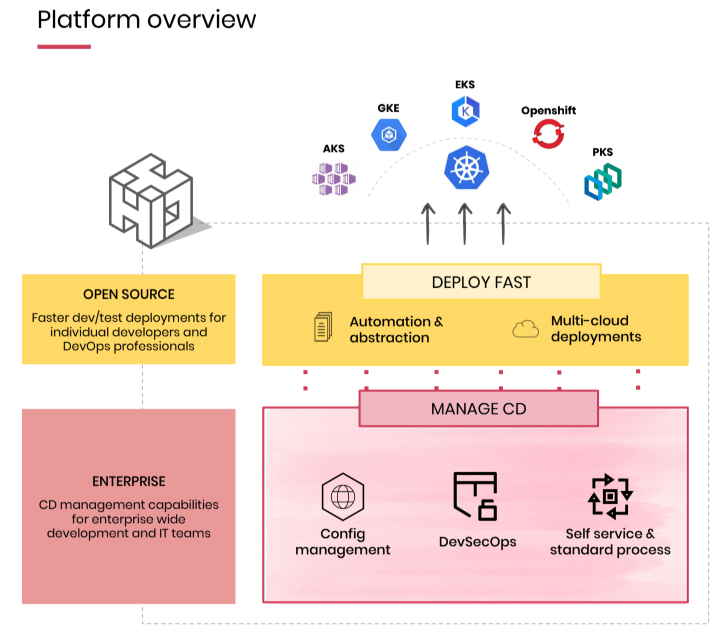 Platform overview
EKS
GKE
Openshift
AKS
PKS
OPEN SOURCE
Faster dev/test deployments for
individual developers and
DevOps professionals
DEPLOY FAST
Automation &
abstraction
Multi-cloud
deployments
MANAGE CD
ENTERPRISE
CD management capabilities
for enterprise wide
development and IT teams
Config
management
DevSecOps
Self service &
standard process